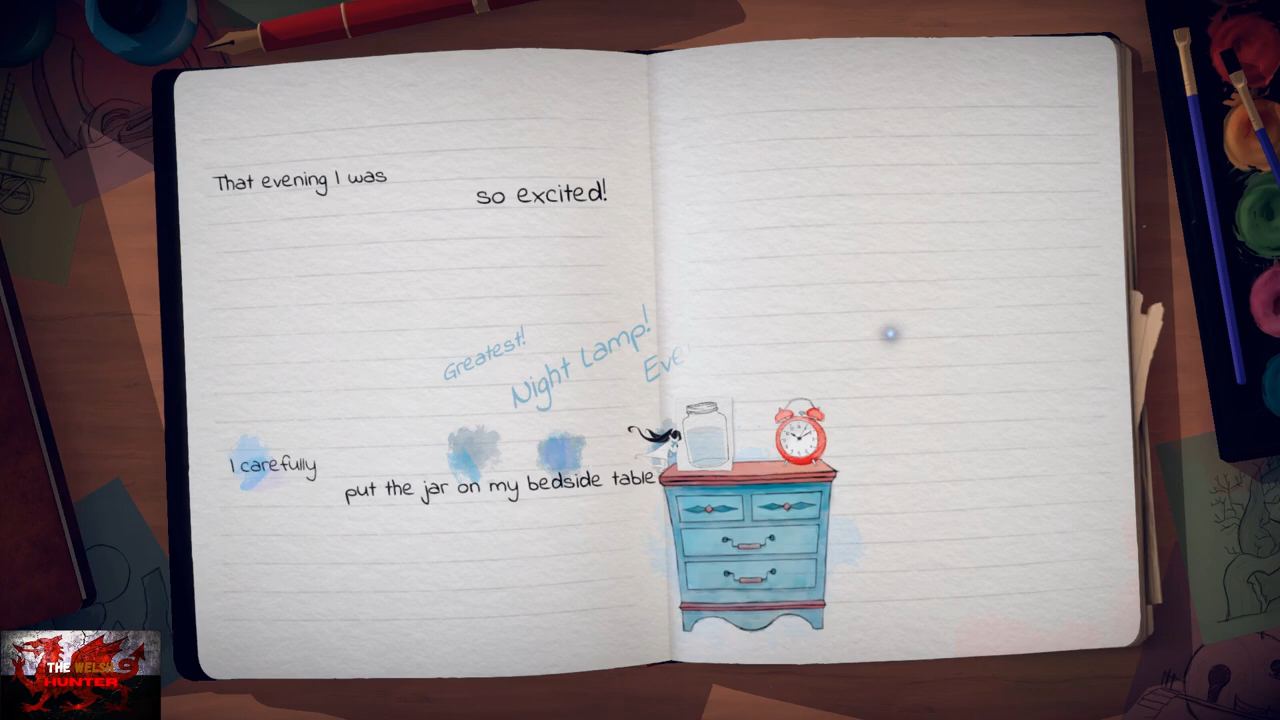 That evening I was
so excited!
Greatest!
Night Lamp!
Eve
I carefully
put the jar on my bedside table
THE WELSH
HUNTER